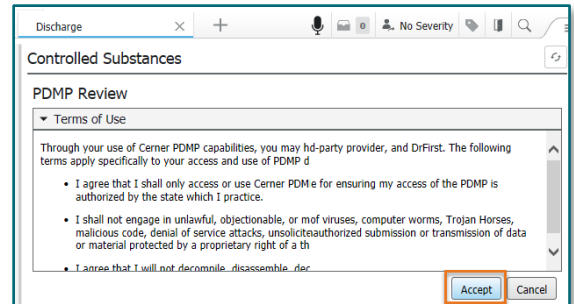 Discharge
0 No Severity
Controlled Substances
PDMP Review
Terms of Use
Through your use of Cerner PDMP capabilities, you may hd-party provider, and DrFirst. The following
terms apply specifically to your access and use of PDMP d
• I agree that I shall only access or use Cerner PDM e for ensuring my access of the PDMP is
authorized by the state which I practice.
• I shall not engage in unlawful, objectionable, or mof viruses, computer worms, Trojan Horses,
malicious code, denial of service attacks, unsoliciteauthorized submission or transmission of data
or material protected by a proprietary right of a th
• I agree that I will not decompile, disassemble, dec
Accept Cancel